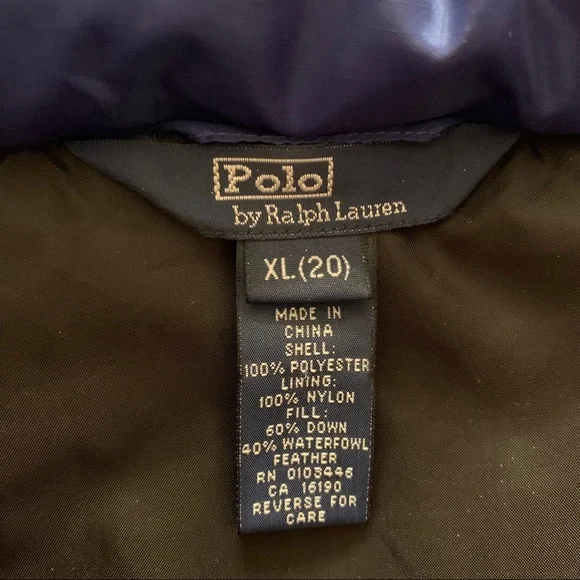 Polo
by Ralph Lauren
XL(20)
MADE IN
CHINA
SHELL:
100% POLYESTER
LINING:
100% NYLON
FILL:
60% DOWN
40% WATERFOWL
FEATHER
RN 0103446
CA 16190
REVERSE FOR
CARE